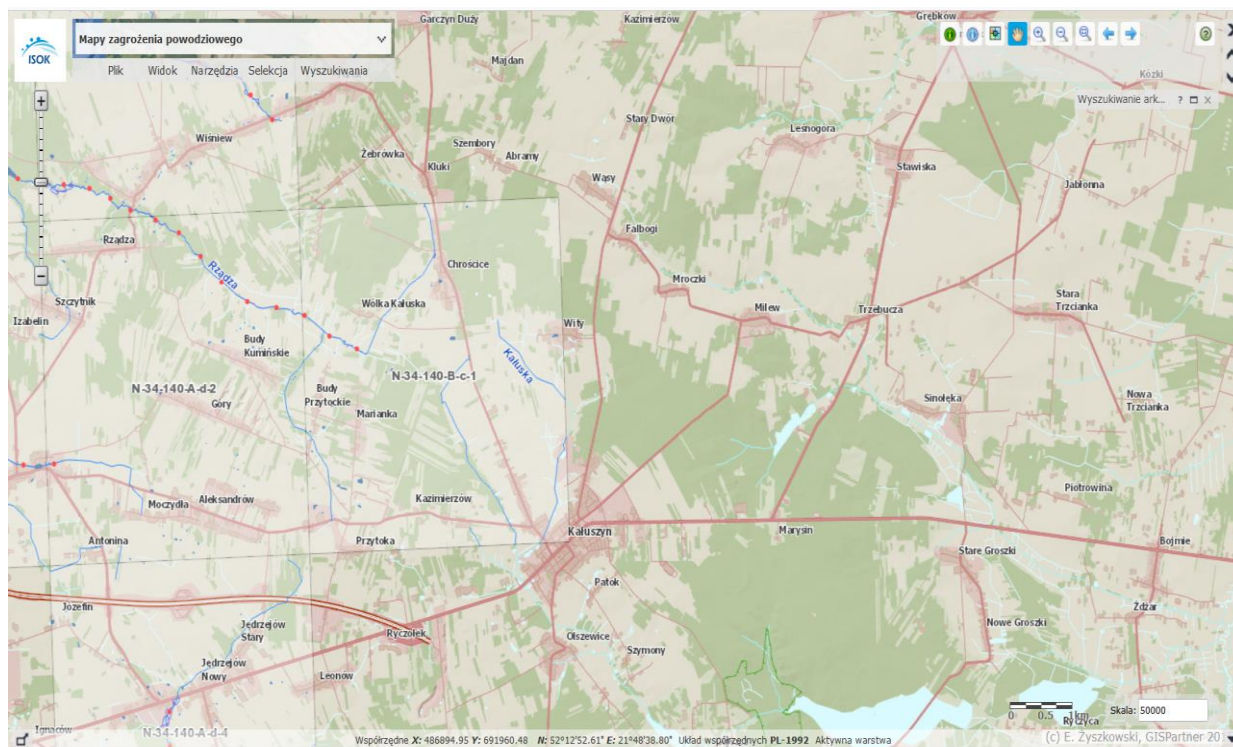 Garczyn Duży
Kazimierzów
Grębków
Mapy zagrożenia powodziowego
ISOK
Plik Widok Narzędzia Selekcja Wyszukiwania
Majdan
Kózki
Wyszukiwanie ark... ?
Stary Dwór
Lesnogora
Wiśniew
Szembory
Żebrówka
Abramy
Kluki
Stawiska
Wąsy
Jabłonna
Rządza
Falbogi
Rządza
Chroscice
Mroczki
Szczytnik
Wólka Kałuska
Stara
Trzcianka
Izabelin
Wity
Milew
Trzebucza
Budy
Kumińskie
Kałuska
N-34-140-A-d-2
N-34-140-B-c-1
Góry
Budy
Przytockie
Marianka
Sinołęka
Nowa
Trzcianka
Moczydła
Aleksandrów
Kazimierzów
Piotrowina
Antonina
Przytoka
Kałuszyn
Marysin
Stare Groszki
Bojmie
Patok
Jozefin
Jędrzejów
Stary
Ryczołek
Olszewice
Żdżar
Nowe Groszki
Jędrzejów
Nowy
Leonów
Szymony
0 0.5 1km
Skala: 50000
Ryczyca
Ignaców
N-34-140-A-d-4
Współrzędne X: 486894.95 Y: 691960.48 N: 52°12'52.61" E: 21°48'38.80" Układ współrzędnych PL-1992 Aktywna warstwa
(c) E. Żyszkowski, GISPartner 201